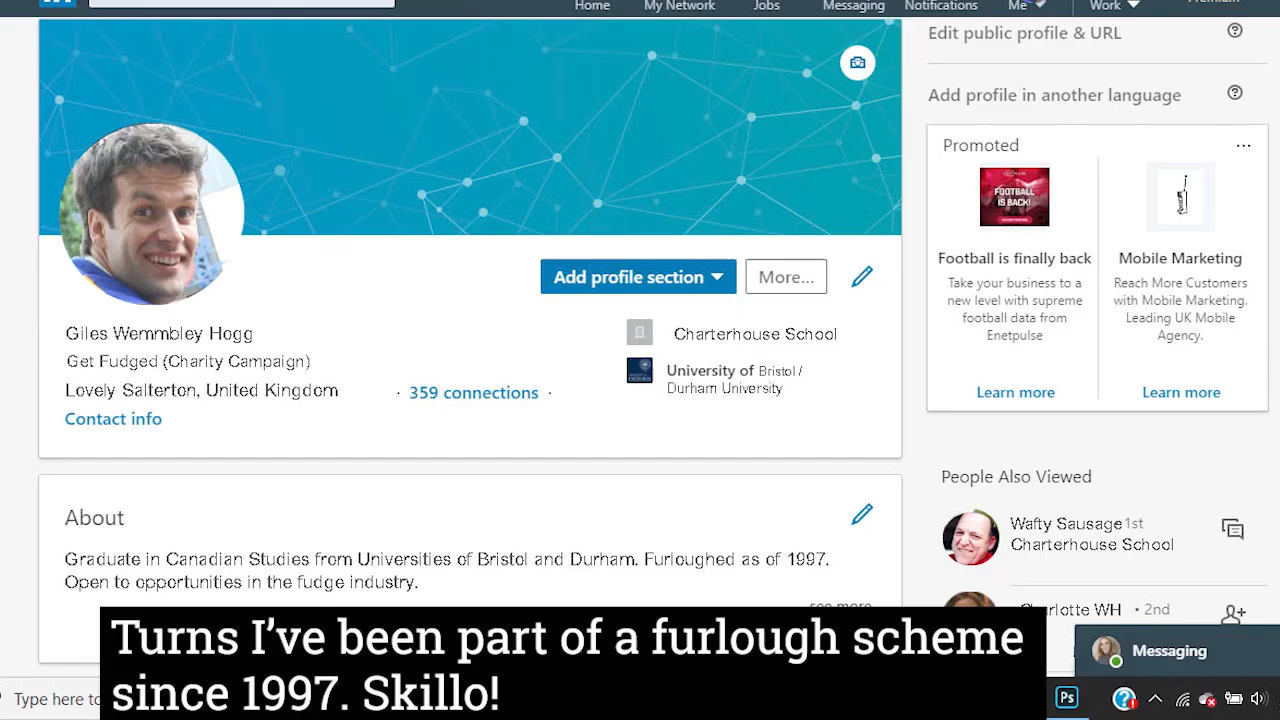 Home
My Network
Jobs
Messaging
Notifications
Me
Work
Premium
Edit public profile & URL
Add profile in another language
Promoted
FOOTBALL
IS BACK!
Football is finally back
Take your business to a
new level with supreme
football data from
Enetpulse
Learn more
Mobile Marketing
Reach More Customers
with Mobile Marketing.
Leading UK Mobile
Agency.
Learn more
Add profile section
More...
Giles Wemmbley Hogg
Get Fudged (Charity Campaign)
Lovely Salterton, United Kingdom
· 359 connections ·
Contact info
Charterhouse School
University of Bristol /
Durham University
About
Graduate in Canadian Studies from Universities of Bristol and Durham. Furloughed as of 1997.
Open to opportunities in the fudge industry.
see more
People Also Viewed
Wafty Sausage 1st
Charterhouse School
Charlotte WH • 2nd
Messaging
Type here to
Ps
Turns I've been part of a furlough scheme
since 1997. Skillo!